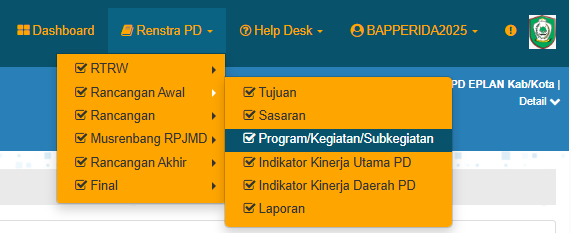 Dashboard Renstra PD Help Desk BAPPERIDA2025
RTRW
Rancangan Awal
Rancangan
Musrenbang RPJMD
Rancangan Akhir
Final
Tujuan
Sasaran
Program/Kegiatan/Subkegiatan
Indikator Kinerja Utama PD
Indikator Kinerja Daerah PD
Laporan
PD EPLAN Kab/Kota |
Detail